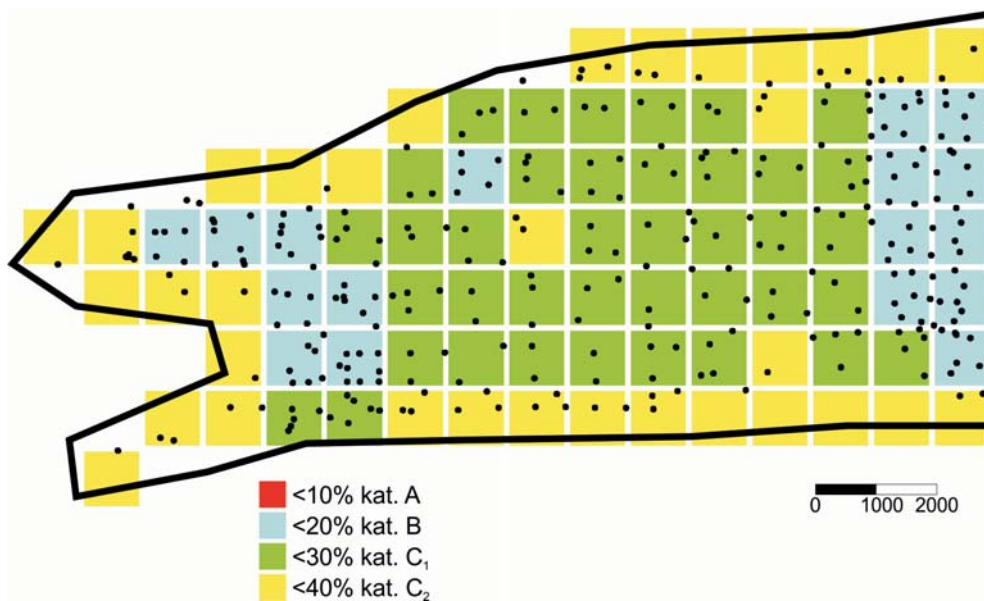 0 1000 2000
<10% kat. A
<20% kat. B
<30% kat. C₁
<40% kat. C₂